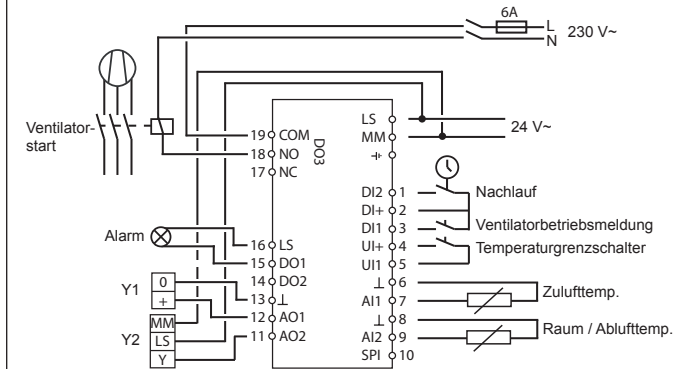 6A
L
N
230 V~
LS
MM
24 V~
Ventilator-
start
19 COM
18 NO
17 NC
DO3
DI2 1
DI+ 2
DI1 3
UI+ 4
UI1 5
⊥ 6
AI1 7
⊥ 8
AI2 9
SPI 10
Nachlauf
Ventilatorbetriebsmeldung
Temperaturgrenzschalter
Zulufttemp.
Raum / Ablufttemp.
Alarm
16 LS
15 DO1
14 DO2
13 ⊥
12 AO1
11 AO2
Y1
0
+
Y2
MM
LS
Y